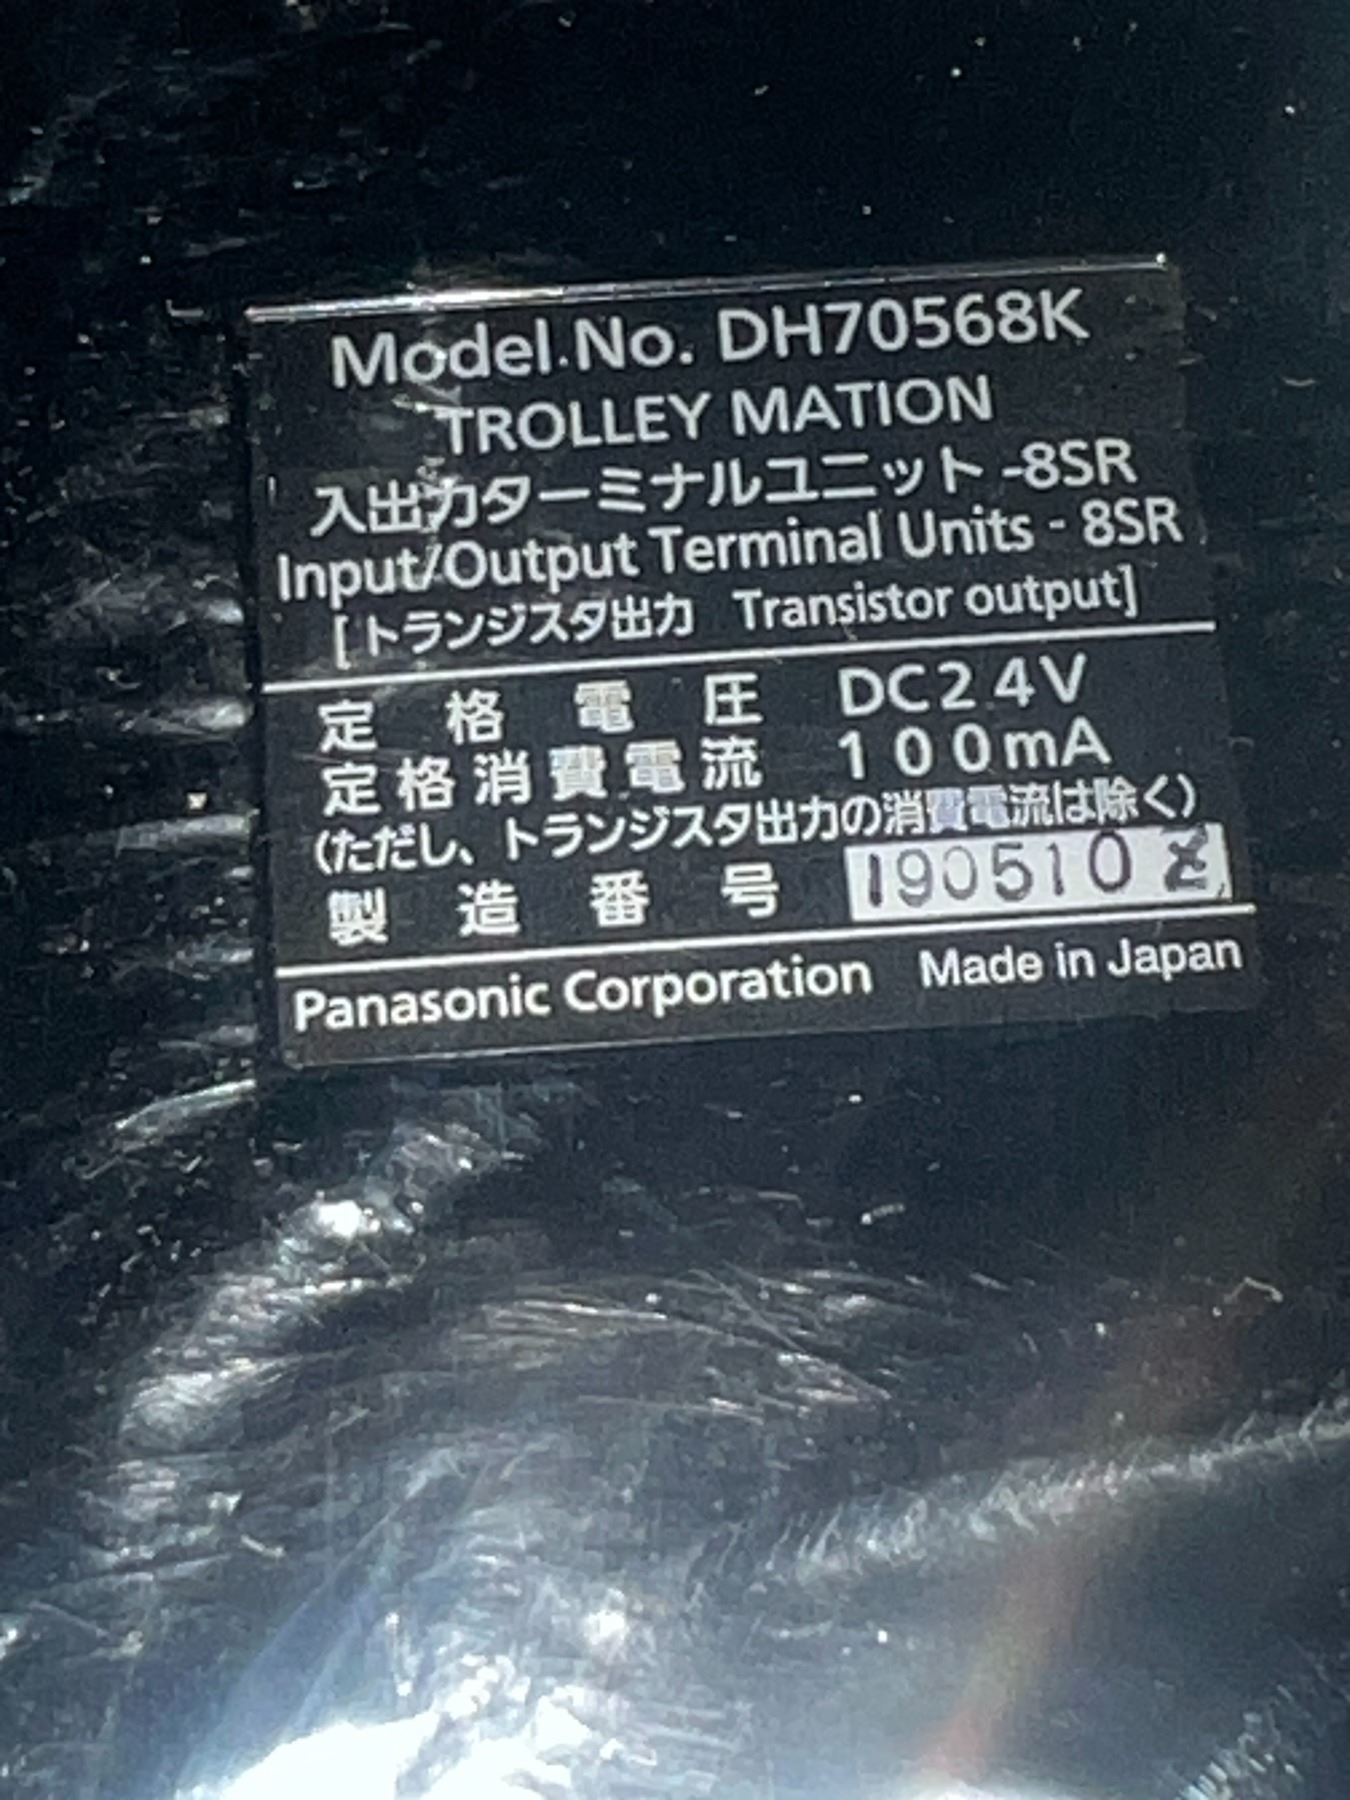 Model No. DH70568K
TROLLEY MATION
入出力ターミナルユニット -8SR
Input/Output Terminal Units - 8SR
[トランジスタ出力 Transistor output]
定格電圧 DC24V
定格消費電流 100mA
(ただし、トランジスタ出力の消費電流は除く)
製造番号 190510
Panasonic Corporation Made in Japan